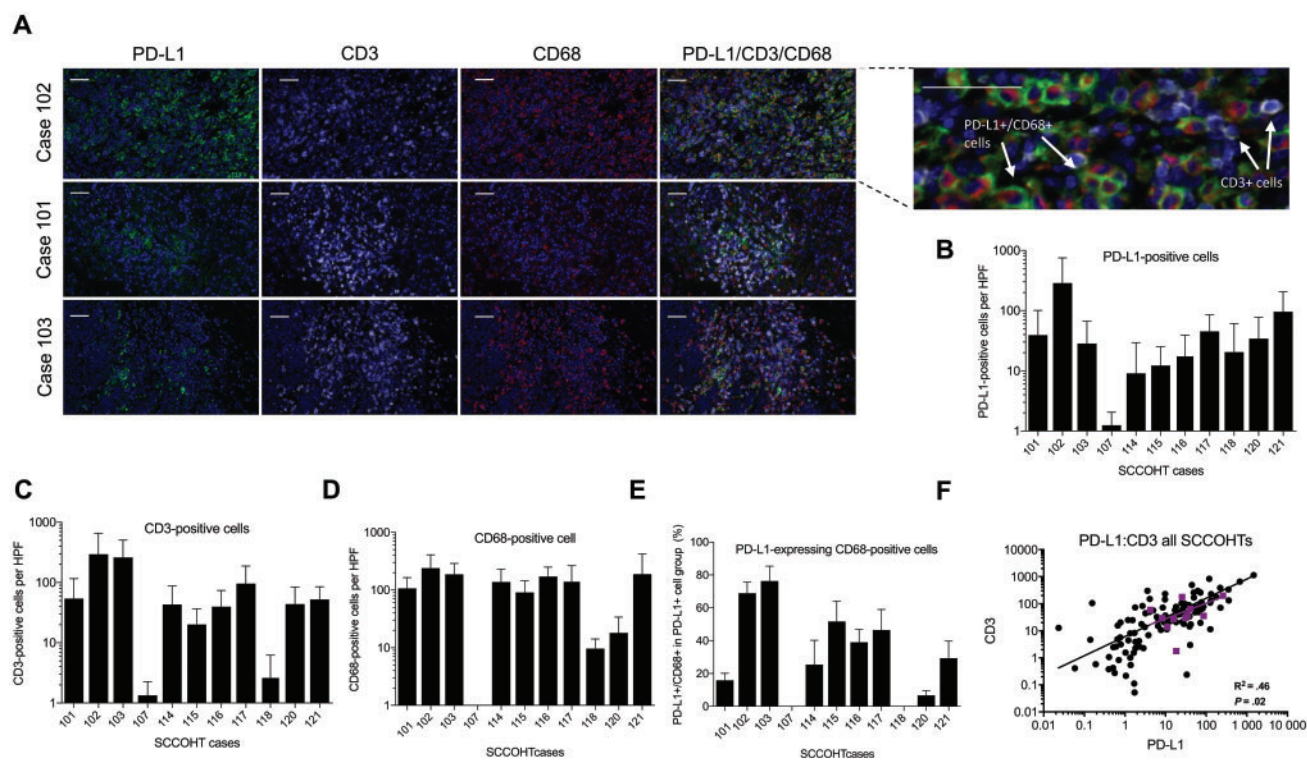 A
PD-L1
CD3
CD68
PD-L1/CD3/CD68
Case 102
Case 101
Case 103
PD-L1+/CD68+
cells
CD3+ cells
B
PD-L1-positive cells
PD-L1-positive cells per HPF
1000
100
10
1
101
102
103
107
114
115
116
117
118
120
121
SCCOHT cases
C
CD3-positive cells
CD3-positive cells per HPF
1000
100
10
1
101
102
103
107
114
115
116
117
118
120
121
SCCOHT cases
D
CD68-positive cell
CD68-positive cells per HPF
1000
100
10
1
101
102
103
107
114
115
116
117
118
120
121
SCCOHTcases
E
PD-L1-expressing CD68-positive cells
PD-L1+/CD68+ in PD-L1+ cell group (%)
100
80
60
40
20
0
101
102
103
107
114
115
116
117
118
120
121
SCCOHTcases
F
PD-L1:CD3 all SCCOHTs
CD3
10000
1000
100
10
1
0.1
0.01
R² = .46
P = .02
0.01
0.1
1
10
100
1000
10 000
PD-L1